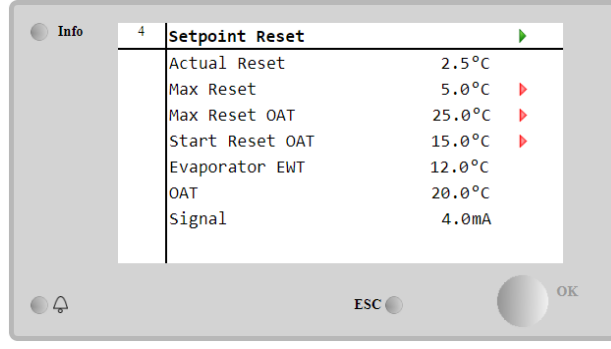 Info
4 Setpoint Reset
Actual Reset 2.5°C
Max Reset 5.0°C
Max Reset OAT 25.0°C
Start Reset OAT 15.0°C
Evaporator EWT 12.0°C
OAT 20.0°C
Signal 4.0mA
ESC
OK